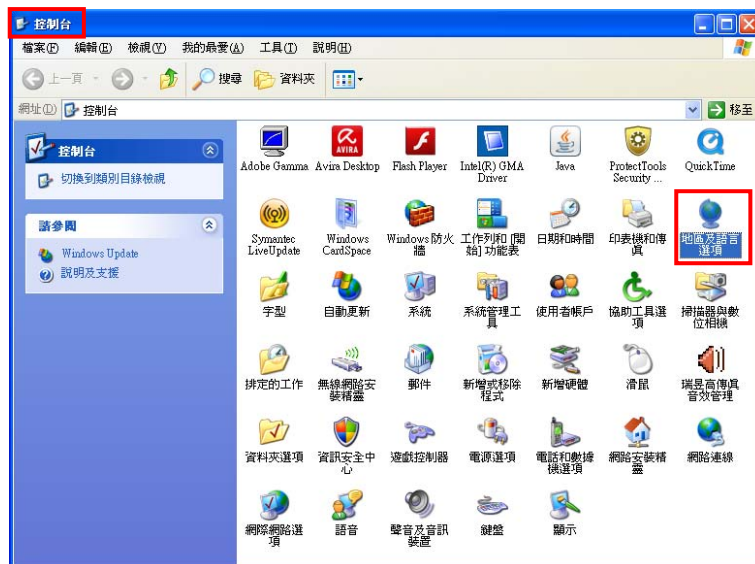 控制台
檔案(F) 編輯(E) 檢視(V) 我的最愛(A) 工具(T) 說明(H)
上一頁 搜尋 資料夾
網址(D) 控制台 移至
控制台
切換到類別目錄檢視
請參閱
Windows Update
說明及支援
Adobe Gamma
AVIRA
Avira Desktop
Flash Player
Intel(R) GMA
Driver
Java
ProtectTools
Security ...
QuickTime
Symantec
LiveUpdate
Windows
CardSpace
Windows 防火
牆
工作列和 [開
始] 功能表
日期和時間
印表機和傳
真
地區及語言
選項
字型
自動更新
系統
系統管理工
具
使用者帳戶
協助工具選
項
掃描器與數
位相機
排定的工作
無線網路安
裝精靈
郵件
新增或移除
程式
新增硬體
滑鼠
瑞昱高傳真
音效管理
資料夾選項
資訊安全中
心
遊戲控制器
電源選項
電話和數據
機選項
網路安裝精
靈
網路連線
網際網路選
項
語音
聲音及音訊
裝置
鍵盤
顯示